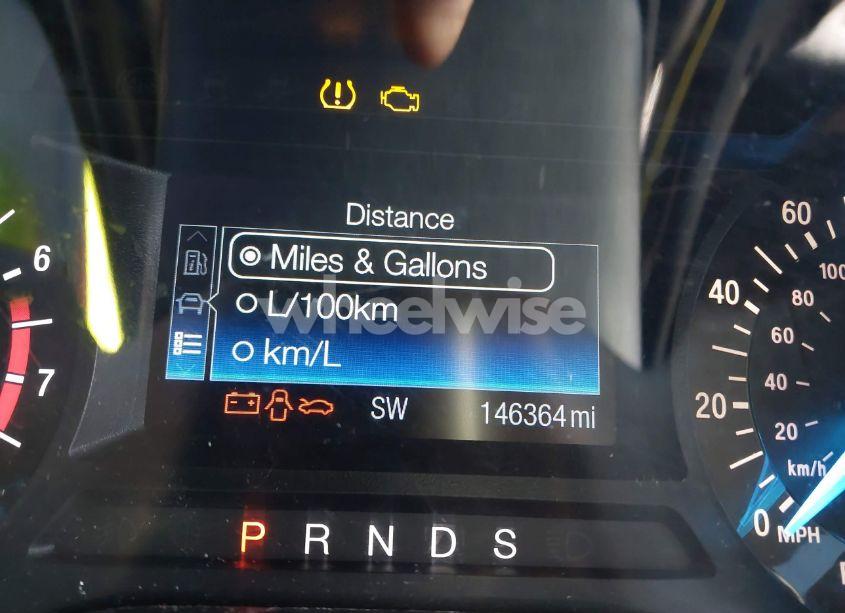 Distance
Miles & Gallons
L/100km
km/L
wheelwise
SW 146364 mi
P R N D S
6
7
60
40
20
0 MPH
100
80
60
40
20
km/h